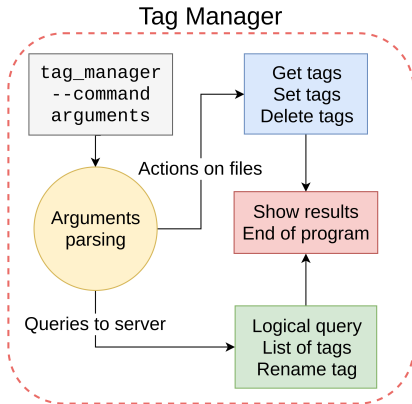 Tag Manager
tag_manager
--command
arguments
Get tags
Set tags
Delete tags
Actions on files
Arguments
parsing
Show results
End of program
Queries to server
Logical query
List of tags
Rename tag